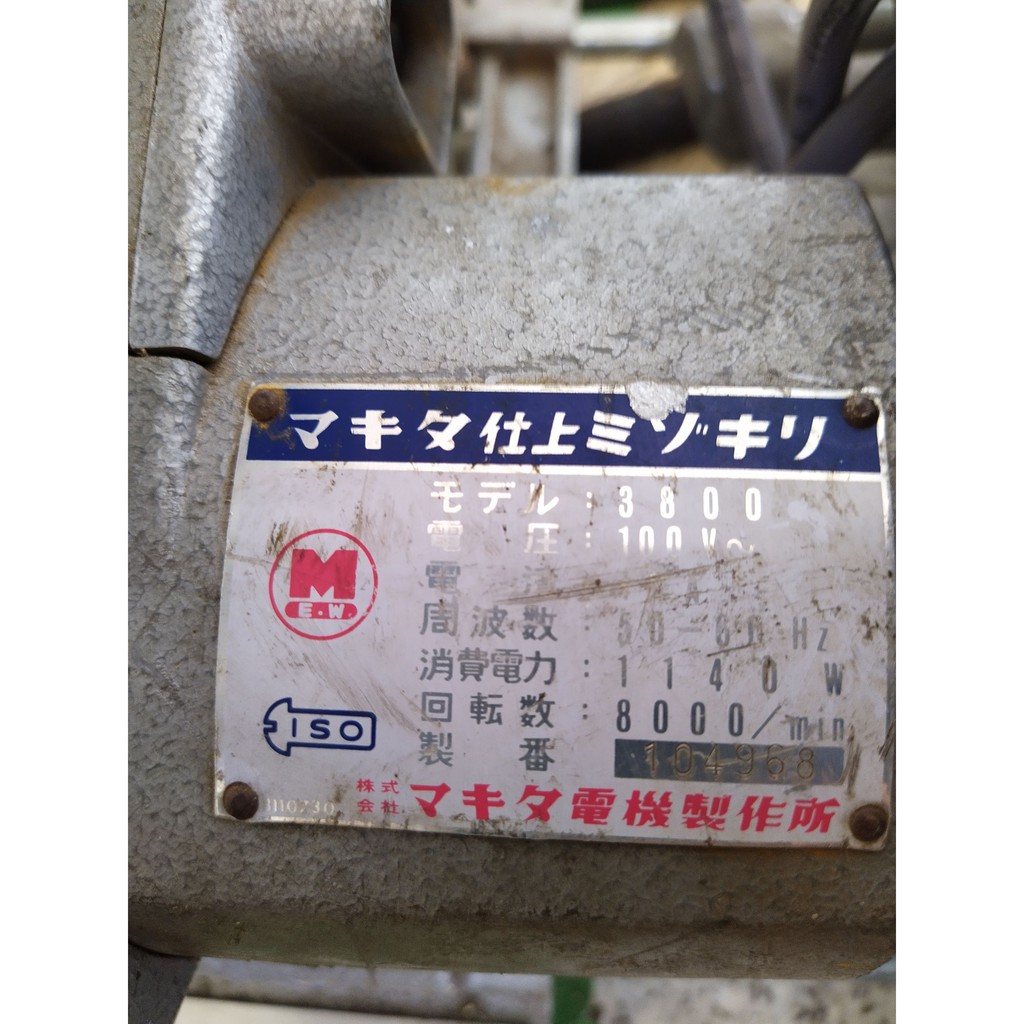 マキタ仕上ミゾキリ
モデル:3800
電圧:100V~
電 A
周波数:50-60Hz
消費電力:1140W
回転数:8000/min
製番 104968
M
E.W.
ISO
株式会社 マキタ電機製作所